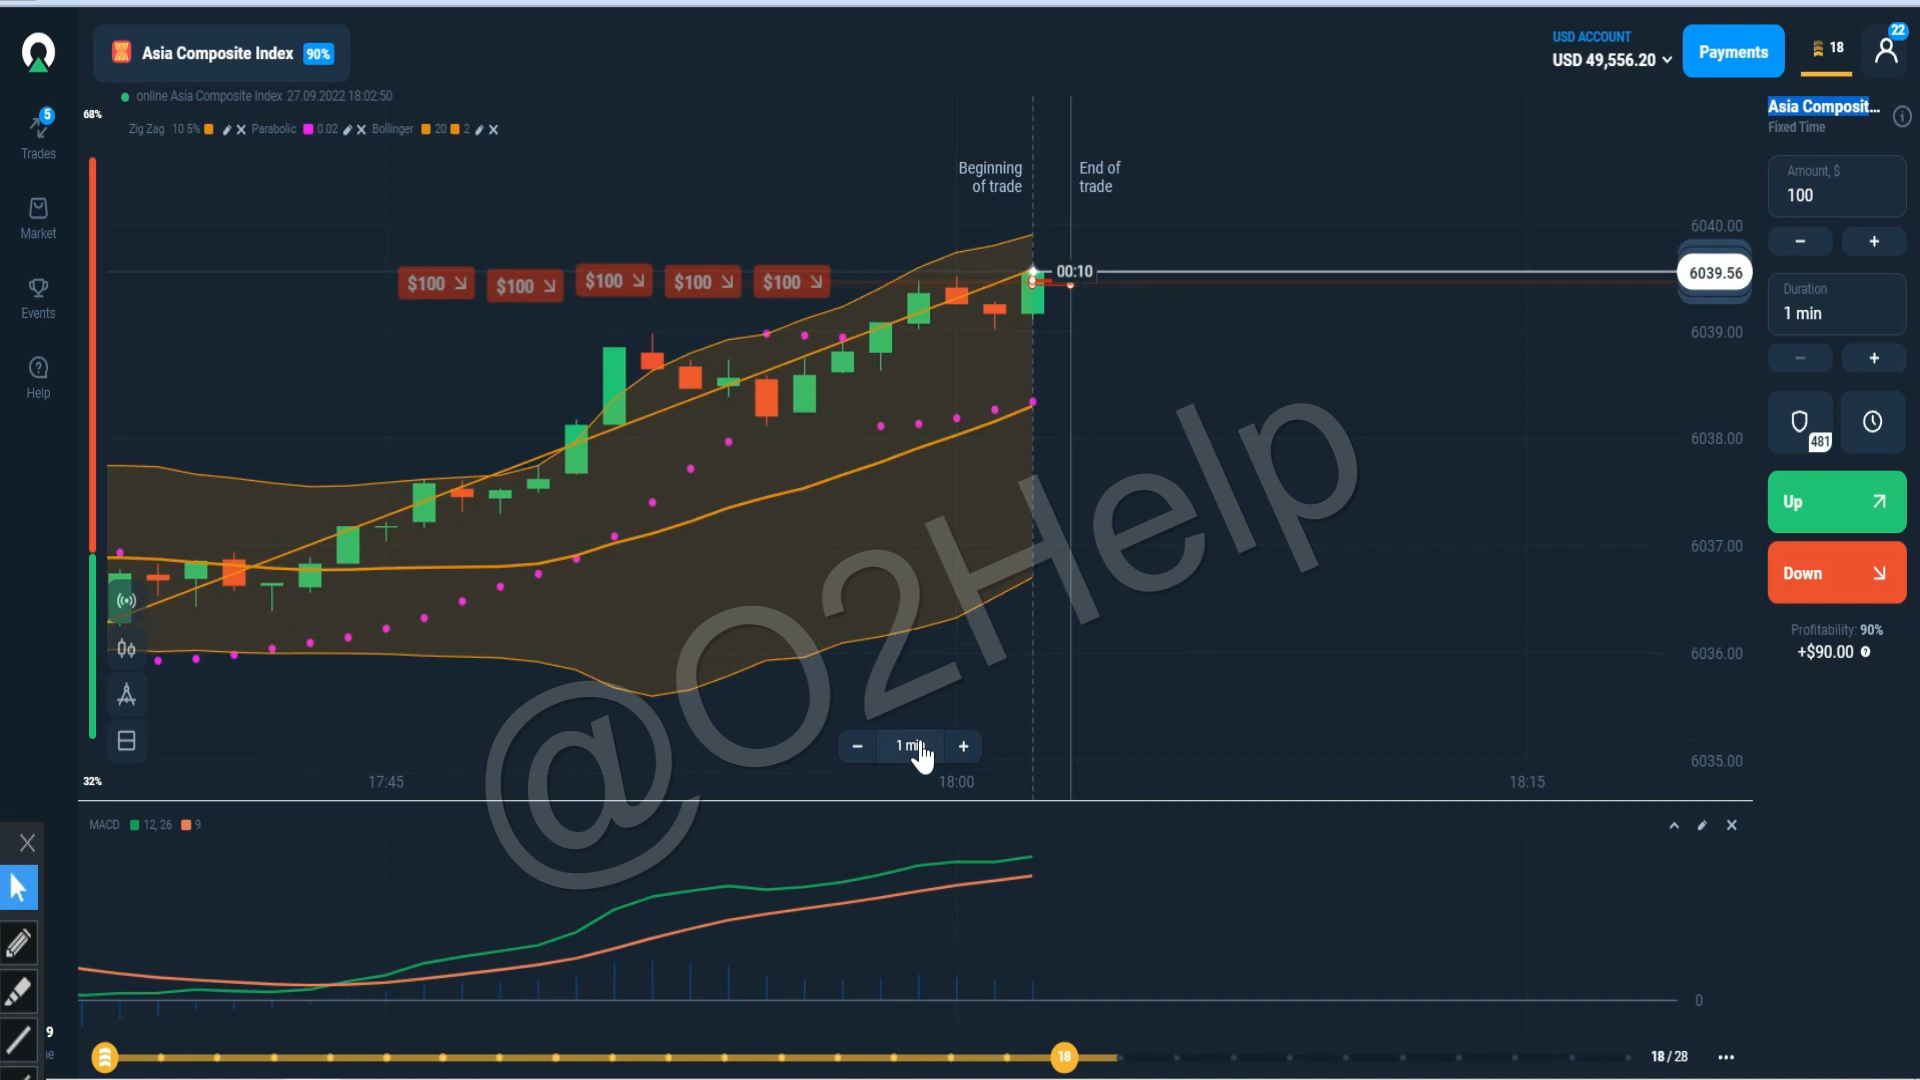 Asia Composite Index 90%
USD ACCOUNT
USD 49,556.20
Payments
18
22
online Asia Composite Index 27.09.2022 18:02:50
68%
Zig Zag 10 5% Parabolic 0.02 Bollinger 20 2
5
Trades
Market
Events
Help
Beginning
of trade
End of
trade
$100
$100
$100
$100
$100
00:10
6040.00
6039.56
6039.00
6038.00
6037.00
6036.00
6035.00
1 min
17:45
18:00
18:15
32%
@O2Help
MACD 12, 26 9
0
18
18 / 28
9
Asia Composit...
Fixed Time
Amount, $
100
Duration
1 min
481
Up
Down
Profitability: 90%
+$90.00